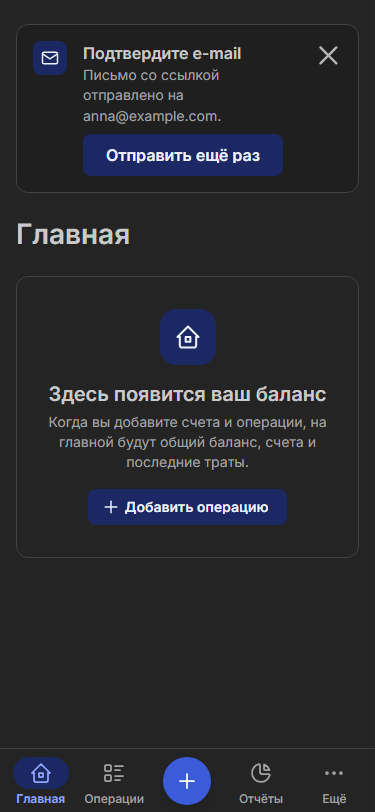 Подтвердите e-mail
Письмо со ссылкой
отправлено на
anna@example.com.
Отправить ещё раз
Главная
Здесь появится ваш баланс
Когда вы добавите счета и операции, на
главной будут общий баланс, счета и
последние траты.
Добавить операцию
Главная
Операции
Отчёты
Ещё